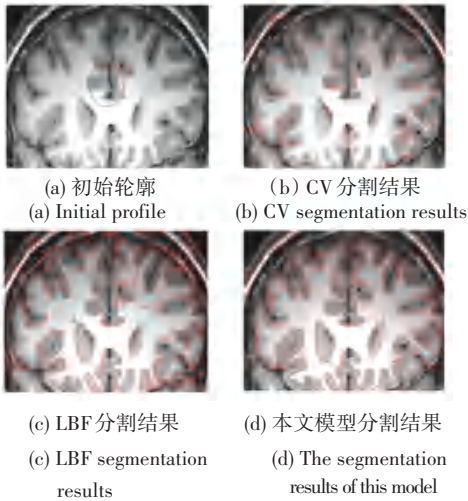 (a) 初始轮廓
(a) Initial profile
（b）CV 分割结果
(b) CV segmentation results
(c) LBF 分割结果
(c) LBF segmentation
results
(d) 本文模型分割结果
(d) The segmentation
results of this model